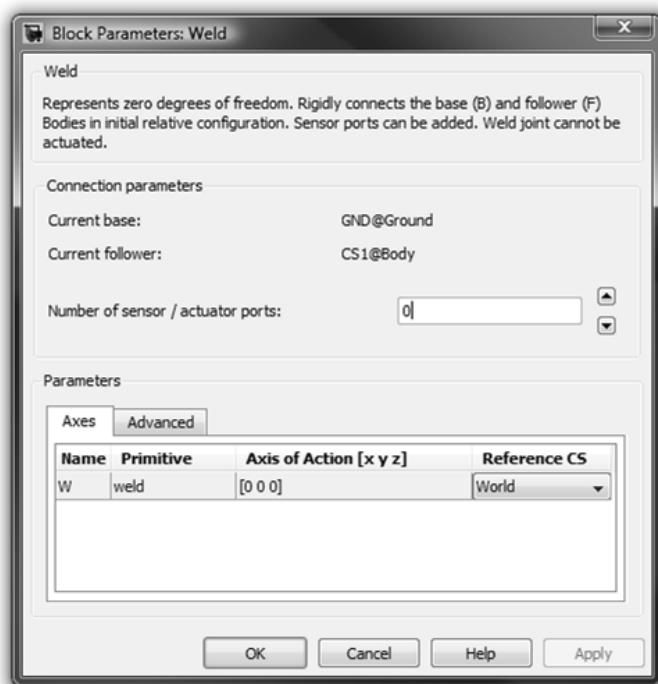 Block Parameters: Weld
Weld
Represents zero degrees of freedom. Rigidly connects the base (B) and follower (F)
Bodies in initial relative configuration. Sensor ports can be added. Weld joint cannot be
actuated.
Connection parameters
Current base: GND@Ground
Current follower: CS1@Body
Number of sensor / actuator ports: 0
Parameters
Axes Advanced
Name Primitive Axis of Action [x y z] Reference CS
W weld [0 0 0] World
OK Cancel Help Apply